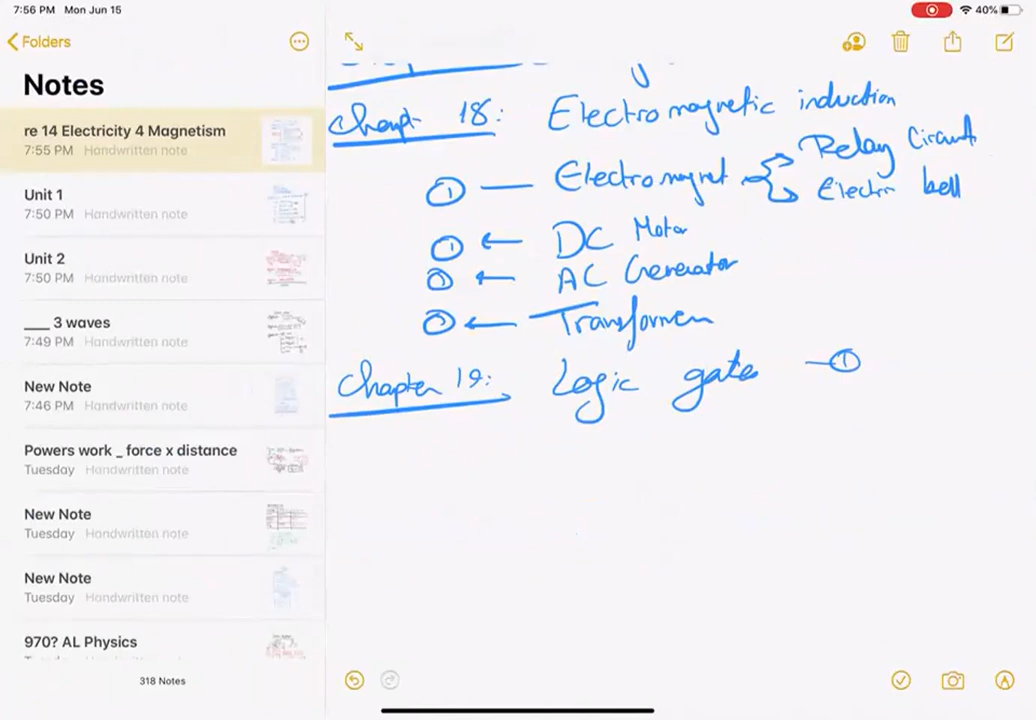 7:56 PM Mon Jun 15
40%
Folders
Notes
re 14 Electricity 4 Magnetism
7:55 PM Handwritten note
Unit 1
7:50 PM Handwritten note
Unit 2
7:50 PM Handwritten note
___ 3 waves
7:49 PM Handwritten note
New Note
7:46 PM Handwritten note
Powers work _ force x distance
Tuesday Handwritten note
New Note
Tuesday Handwritten note
New Note
Tuesday Handwritten note
970? AL Physics
318 Notes
Chapt 18: Electromagnetic induction
① — Electromagnet Relay Circuit
Electric bell
① ← DC Motor
← AC Generator
← Transformer
Chapter 19: Logic gates — ①